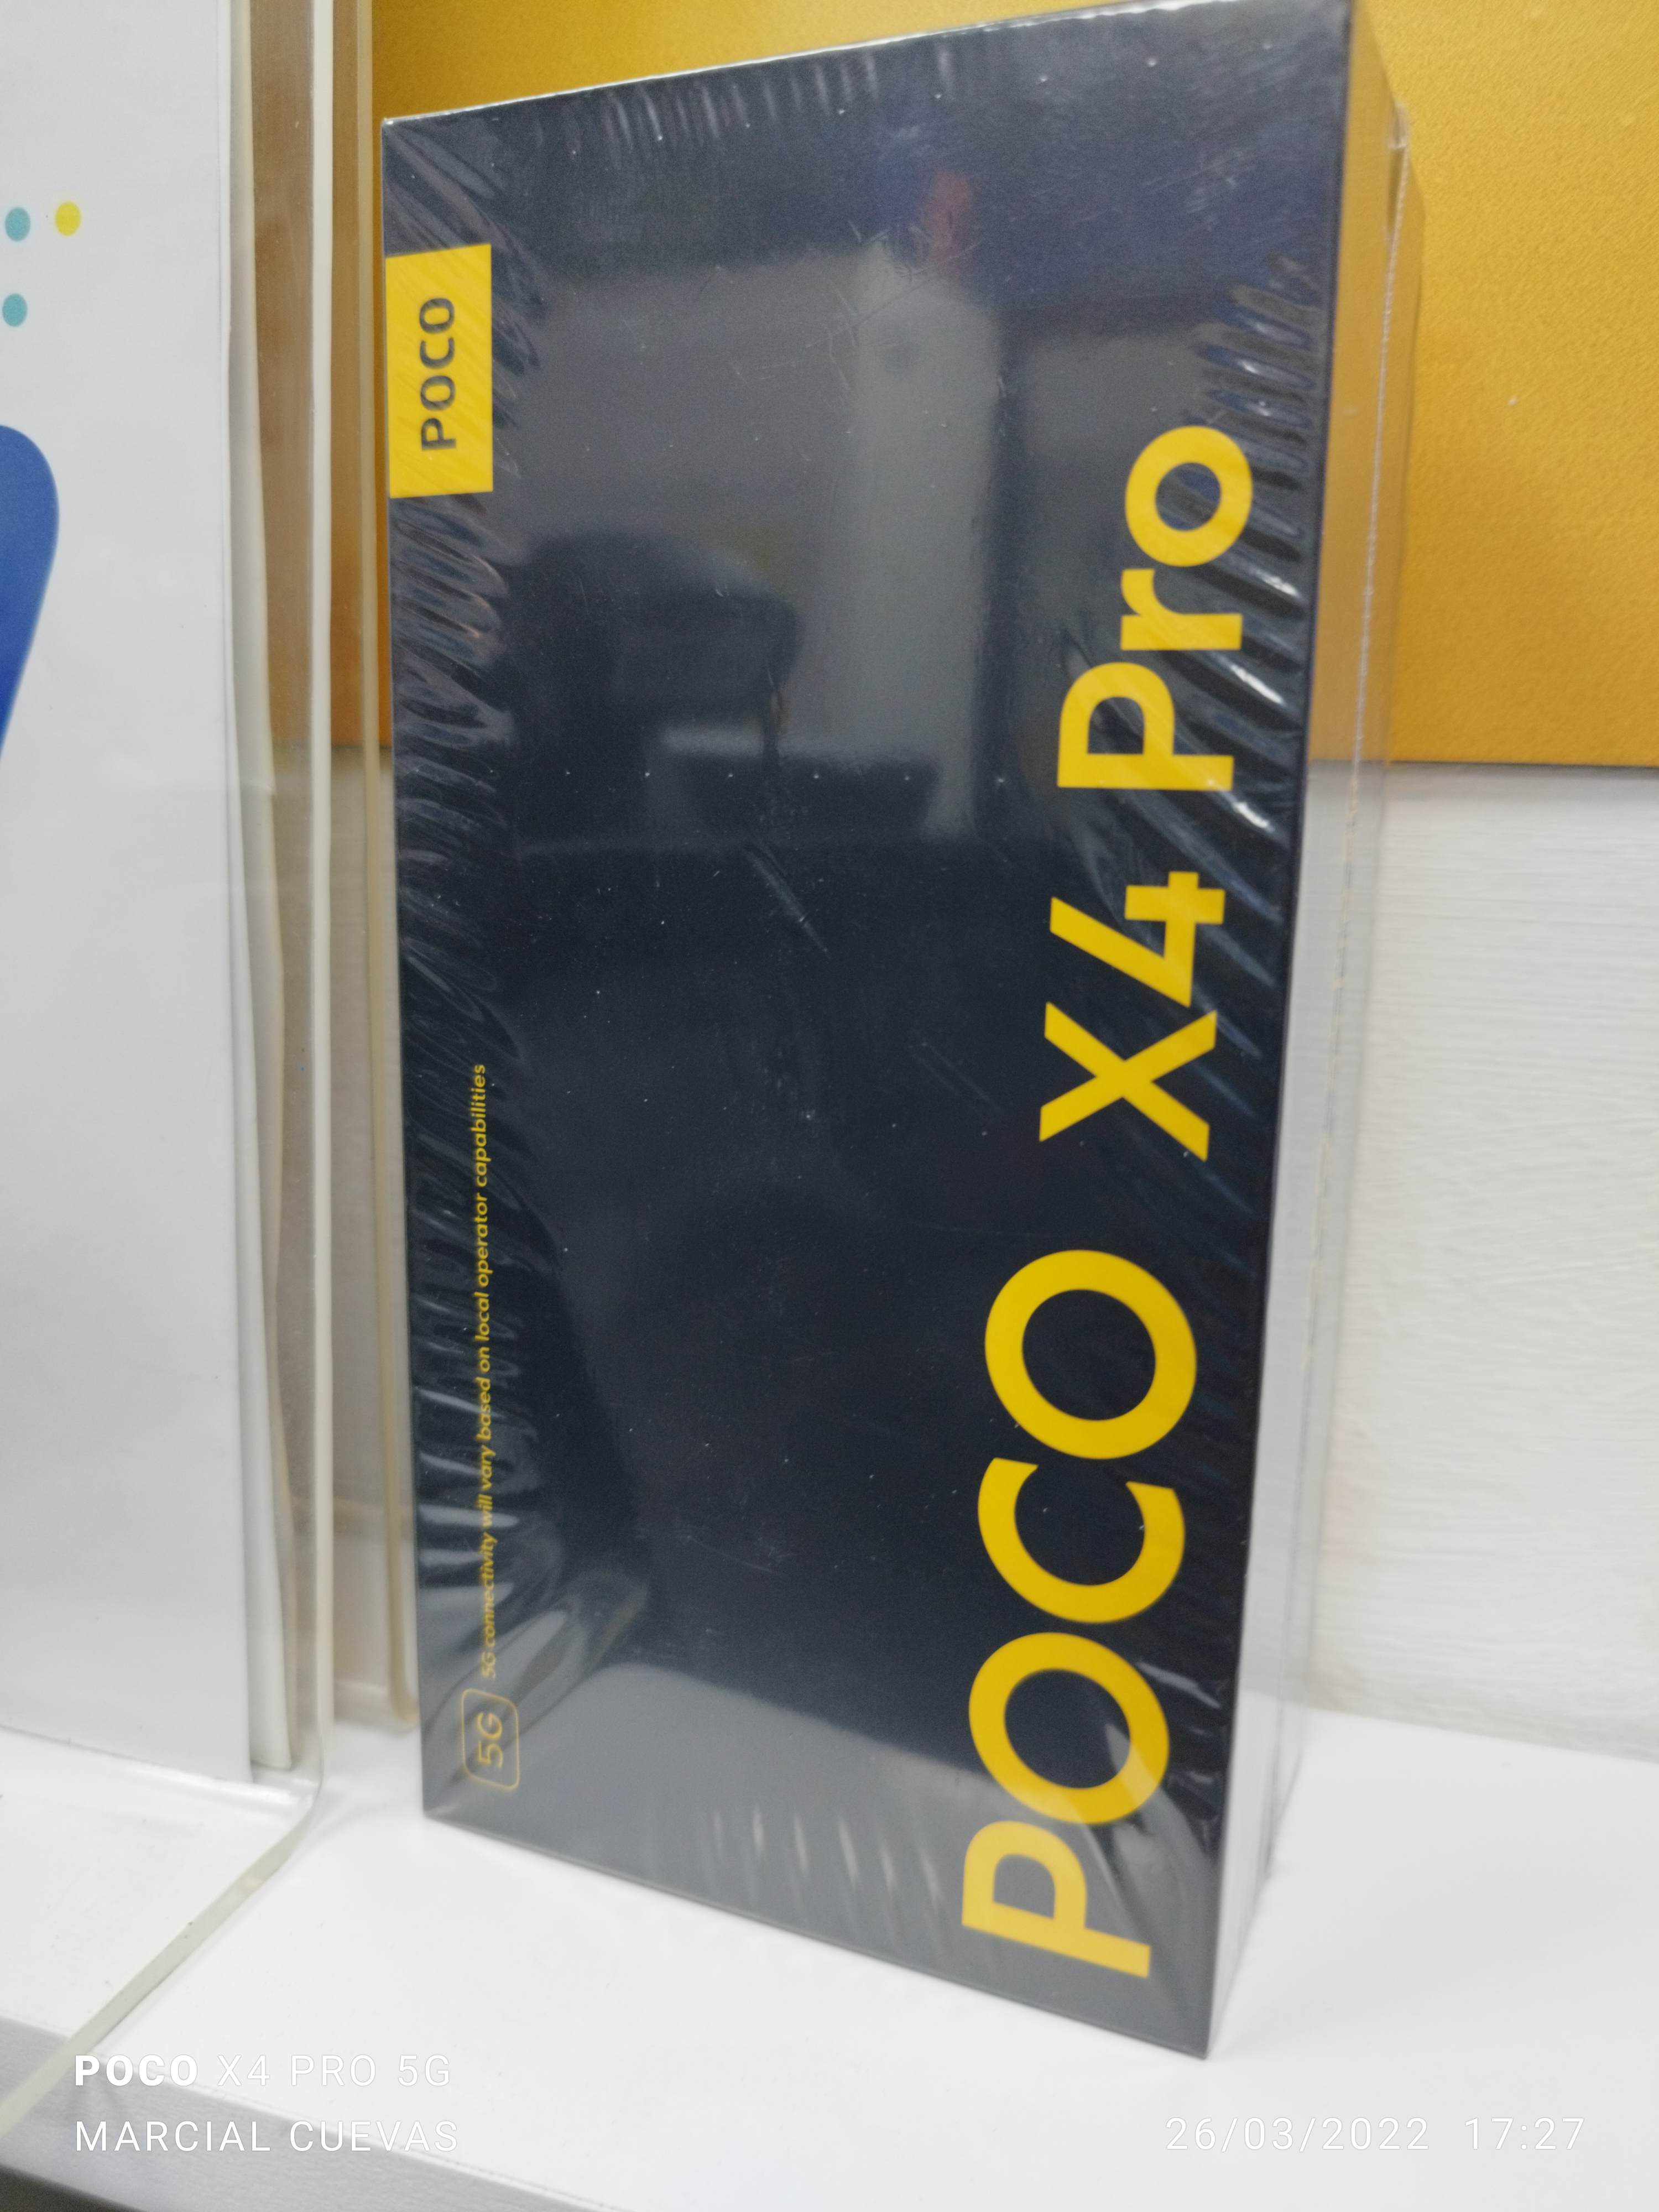 POCO
POCO X4 Pro
5G
5G connectivity will vary based on local operator capabilities
POCO X4 PRO 5G
MARCIAL CUEVAS
26/03/2022 17:27